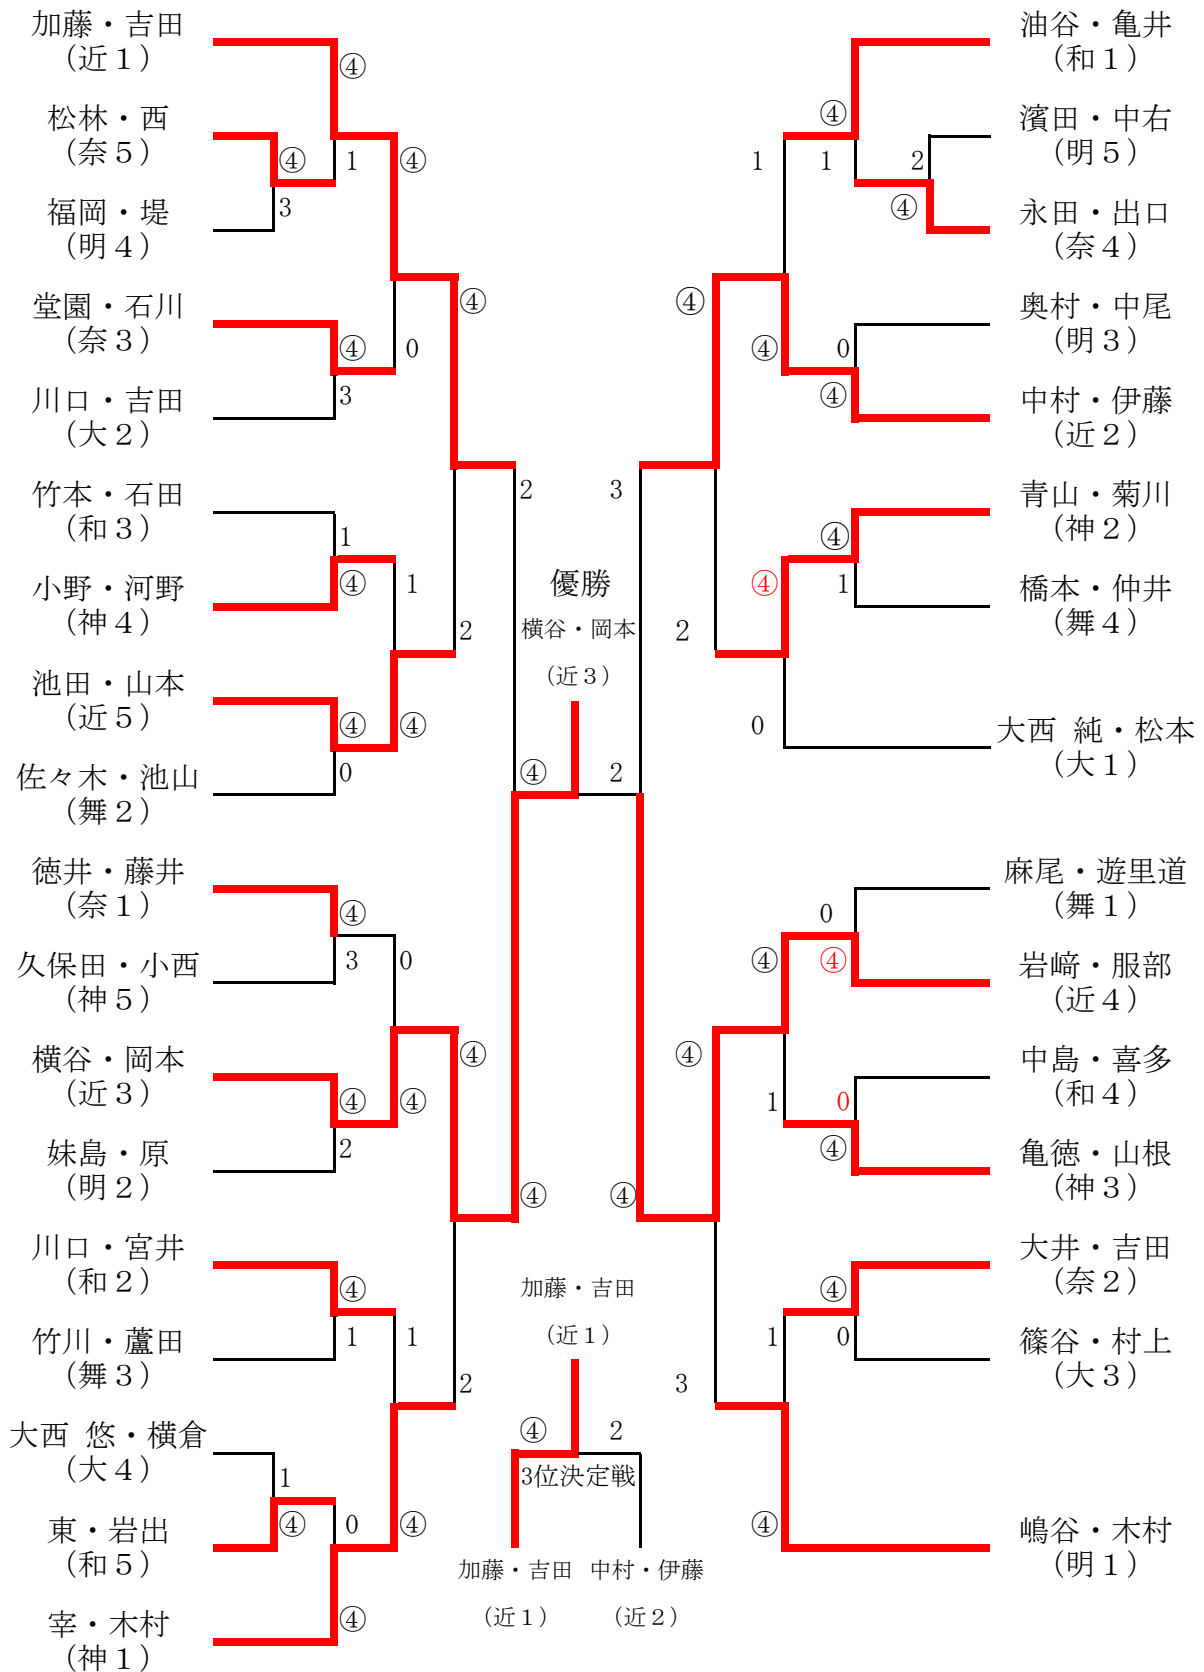 加藤・吉田
(近１)
④
松林・西
(奈５)
④
1
④
福岡・堤
(明４)
3
堂園・石川
(奈３)
④
0
④
川口・吉田
(大２)
3
竹本・石田
(和３)
1
小野・河野
(神４)
④
1
2
池田・山本
(近５)
④
④
佐々木・池山
(舞２)
0
2
徳井・藤井
(奈１)
④
久保田・小西
(神５)
3
0
横谷・岡本
(近３)
④
④
④
妹島・原
(明２)
2
川口・宮井
(和２)
④
竹川・蘆田
(舞３)
1
1
2
大西 悠・横倉
(大４)
1
東・岩出
(和５)
④
0
④
宰・木村
(神１)
④
④
優勝
横谷・岡本
(近３)
④
2
加藤・吉田
(近１)
④
2
3位決定戦
加藤・吉田
(近１)
中村・伊藤
(近２)
油谷・亀井
(和１)
④
濱田・中右
(明５)
2
1
1
永田・出口
(奈４)
④
奥村・中尾
(明３)
0
④
④
中村・伊藤
(近２)
④
3
青山・菊川
(神２)
④
橋本・仲井
(舞４)
1
④
2
大西 純・松本
(大１)
0
麻尾・遊里道
(舞１)
0
岩﨑・服部
(近４)
④
④
中島・喜多
(和４)
0
1
④
亀徳・山根
(神３)
④
④
大井・吉田
(奈２)
④
篠谷・村上
(大３)
0
1
3
嶋谷・木村
(明１)
④